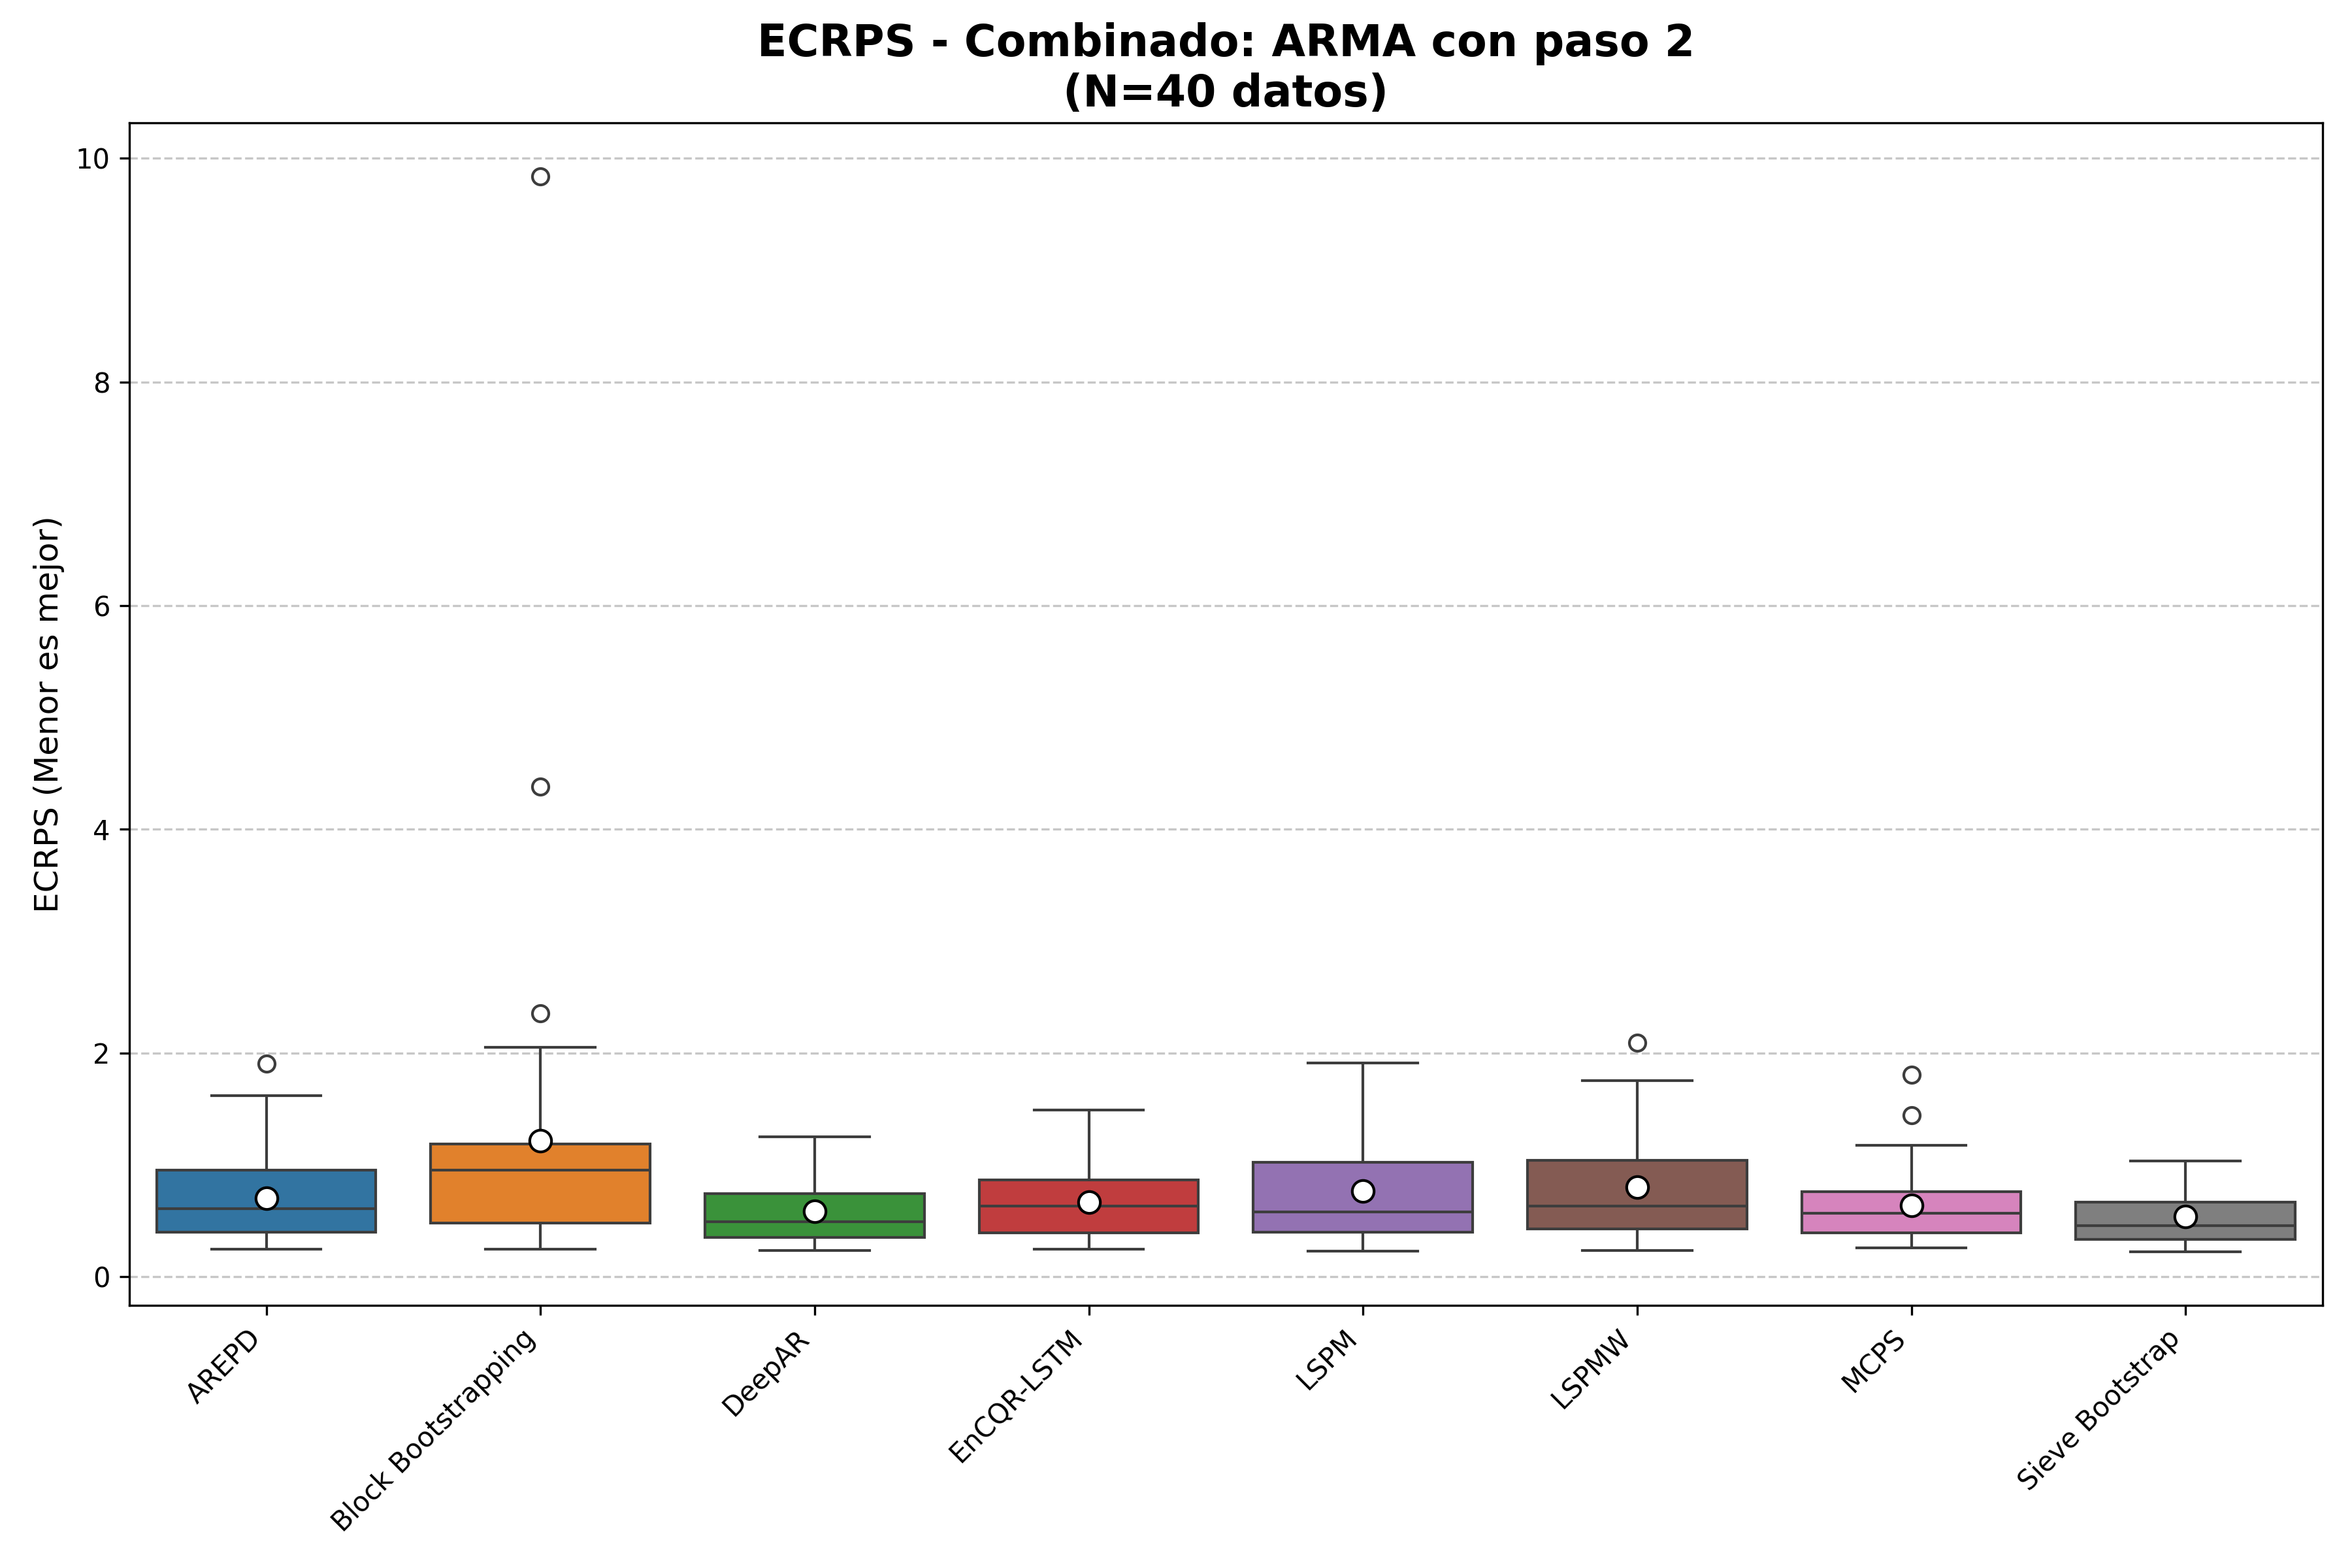 ECRPS - Combinado: ARMA con paso 2
(N=40 datos)
ECRPS (Menor es mejor)
10
8
6
4
2
0
AREPD
Block Bootstrapping
DeepAR
EnCQR-LSTM
LSPM
LSPMW
MCPS
Sieve Bootstrap